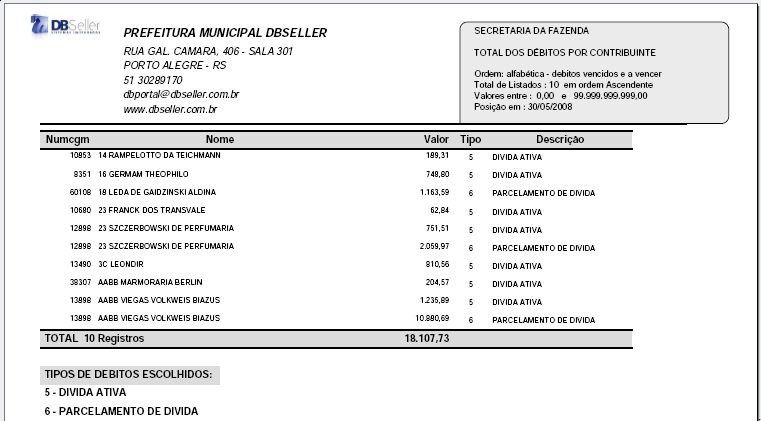 DBSeller
PREFEITURA MUNICIPAL DBSELLER
RUA GAL. CAMARA, 406 - SALA 301
PORTO ALEGRE - RS
51 30289170
dbportal@dbseller.com.br
www.dbseller.com.br
SECRETARIA DA FAZENDA
TOTAL DOS DÉBITOS POR CONTRIBUINTE
Ordem: alfabética - debitos vencidos e a vencer
Total de Listados : 10 em ordem Ascendente
Valores entre : 0,00 e 99.999.999.999,00
Posição em : 30/05/2008
Numcgm Nome Valor Tipo Descrição
10853 14 RAMPELOTTO DA TEICHMANN 189,31 5 DIVIDA ATIVA
8351 16 GERMAM THEOPHILO 748,80 5 DIVIDA ATIVA
60108 18 LEDA DE GAIDZINSKI ALDINA 1.163,59 6 PARCELAMENTO DE DIVIDA
10680 23 FRANCK DOS TRANSVALE 62,84 5 DIVIDA ATIVA
12898 23 SZCZERBOWSKI DE PERFUMARIA 751,51 5 DIVIDA ATIVA
12898 23 SZCZERBOWSKI DE PERFUMARIA 2.059,97 6 PARCELAMENTO DE DIVIDA
13490 3C LEONDIR 810,56 5 DIVIDA ATIVA
38307 AABB MARMORARIA BERLIN 204,57 5 DIVIDA ATIVA
13898 AABB VIEGAS VOLKWEIS BIAZUS 1.235,89 5 DIVIDA ATIVA
13898 AABB VIEGAS VOLKWEIS BIAZUS 10.880,69 6 PARCELAMENTO DE DIVIDA
TOTAL 10 Registros 18.107,73
TIPOS DE DEBITOS ESCOLHIDOS:
5 - DIVIDA ATIVA
6 - PARCELAMENTO DE DIVIDA